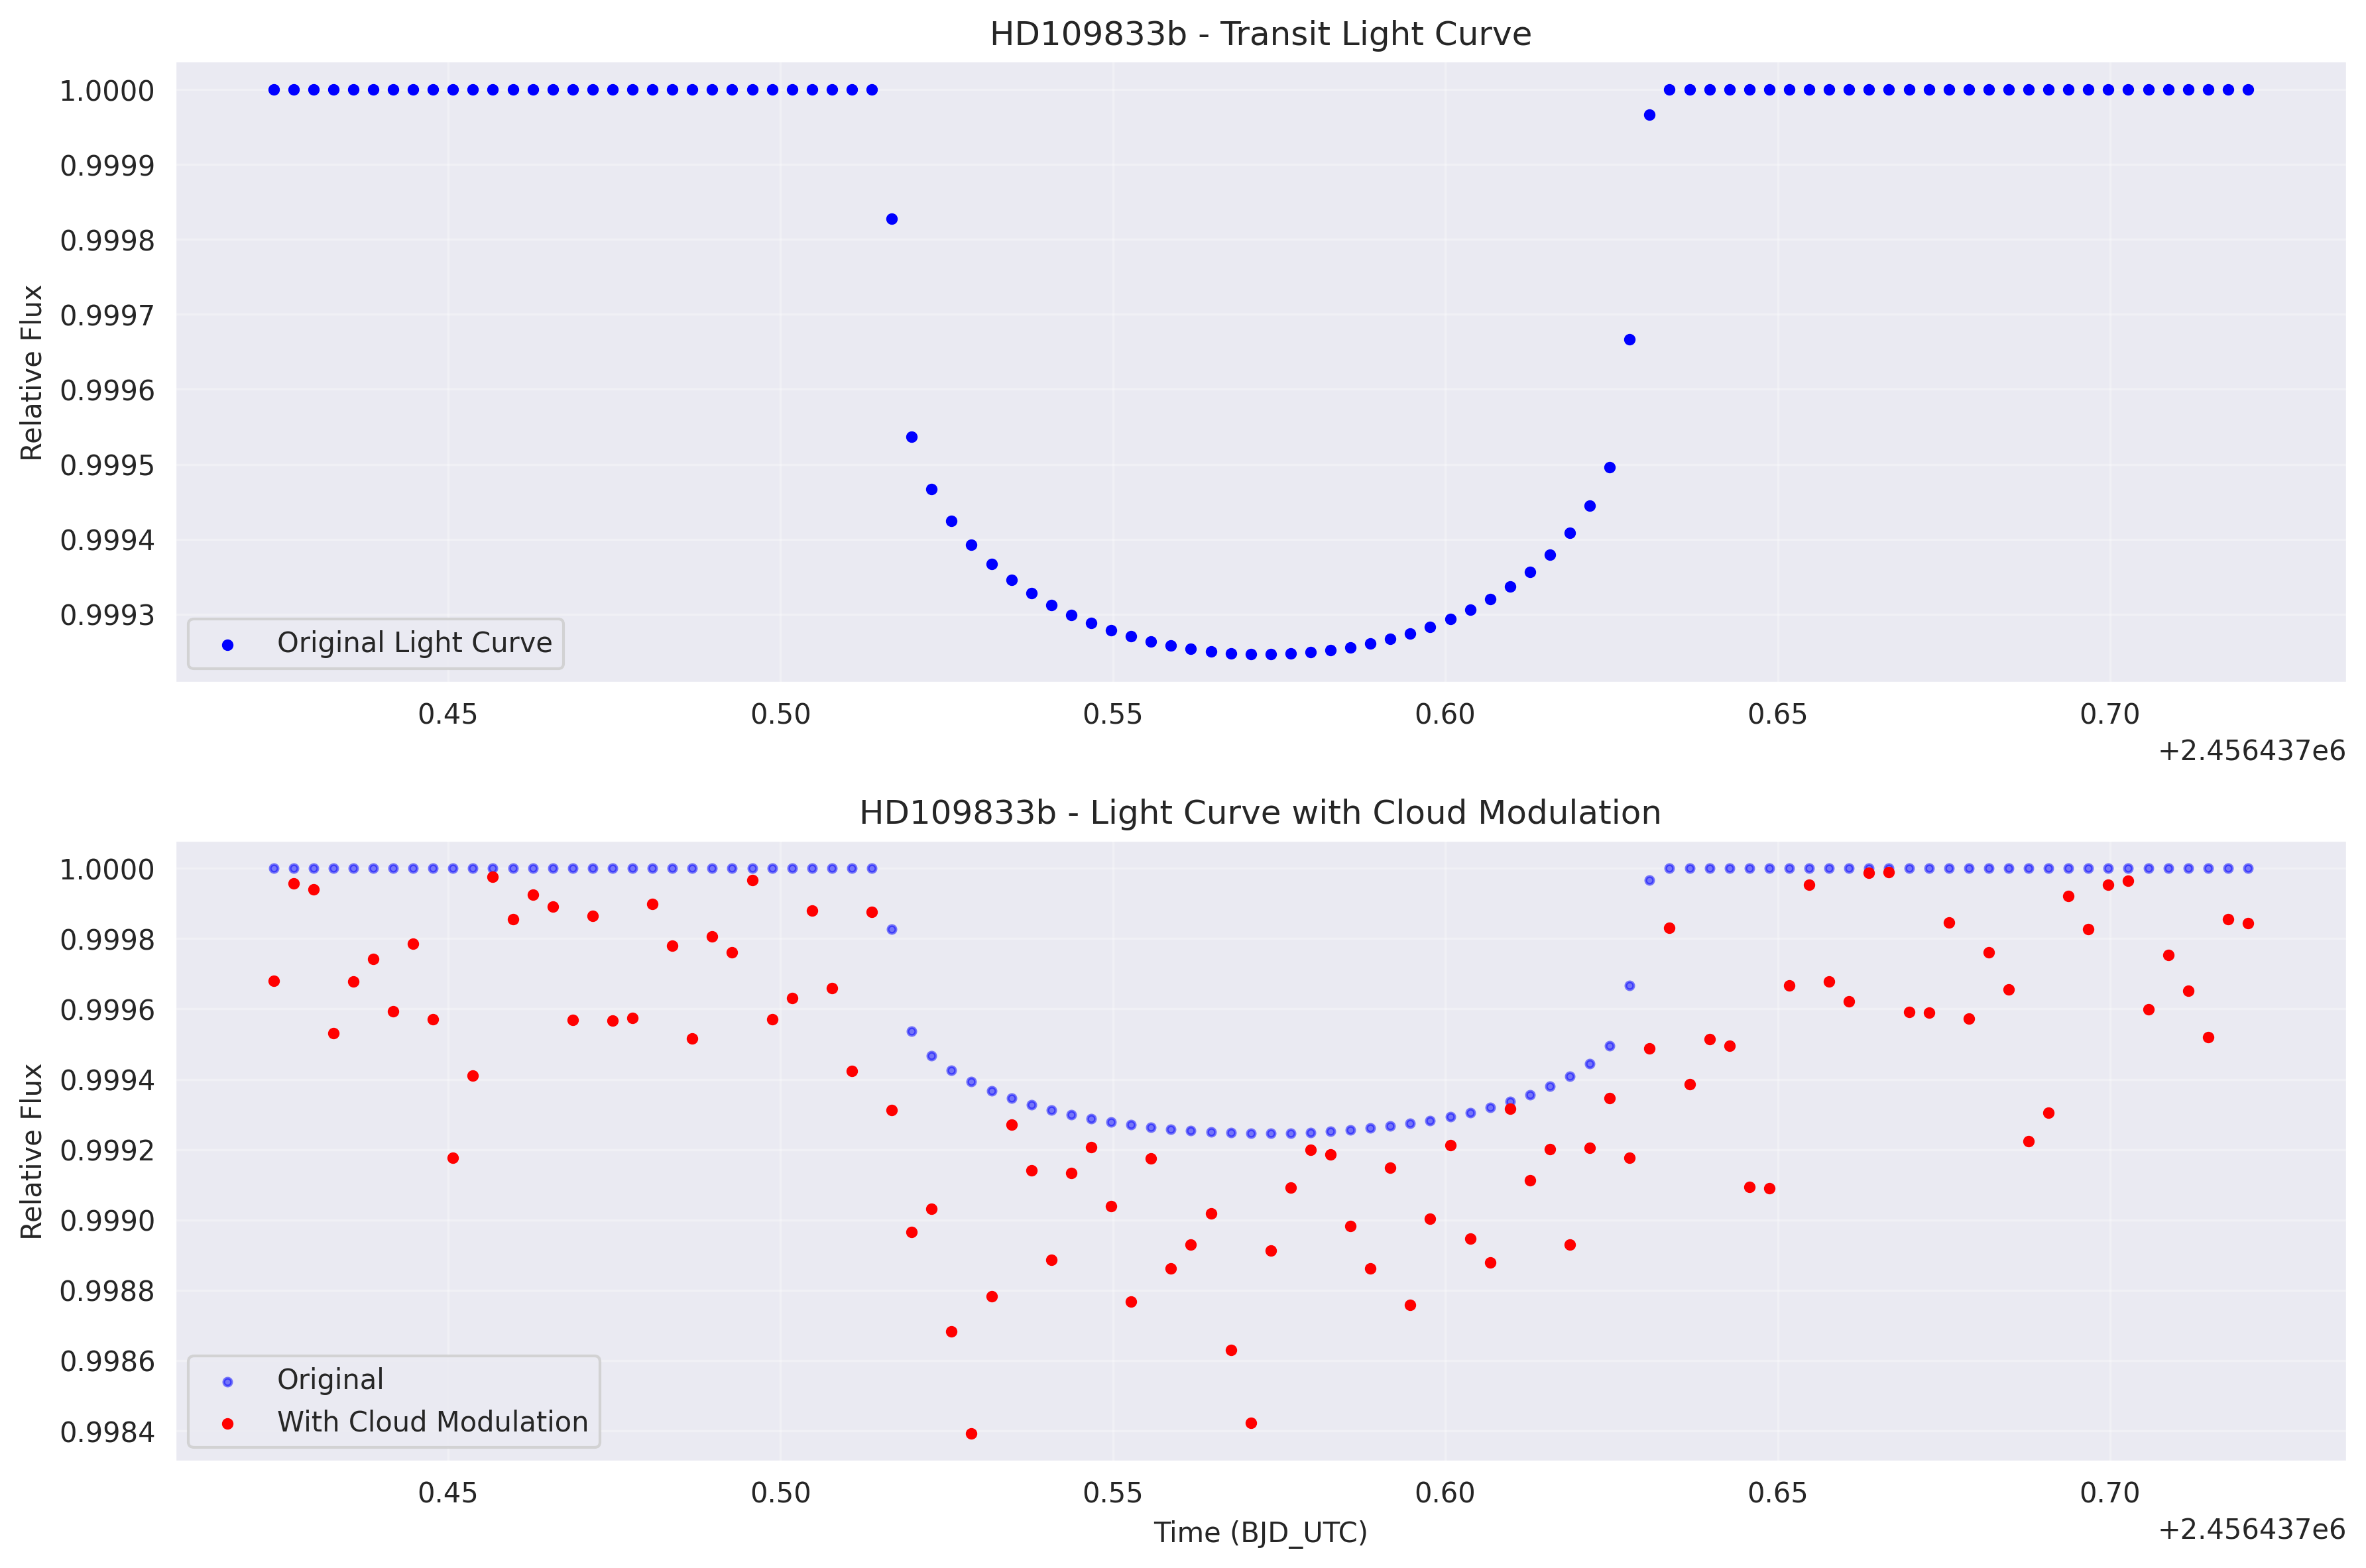 HD109833b - Transit Light Curve
1.0000
0.9999
0.9998
0.9997
0.9996
0.9995
0.9994
0.9993
Relative Flux
Original Light Curve
0.45 0.50 0.55 0.60 0.65 0.70
+2.456437e6
HD109833b - Light Curve with Cloud Modulation
1.0000
0.9998
0.9996
0.9994
0.9992
0.9990
0.9988
0.9986
0.9984
Relative Flux
Original
With Cloud Modulation
0.45 0.50 0.55 0.60 0.65 0.70
Time (BJD_UTC)
+2.456437e6